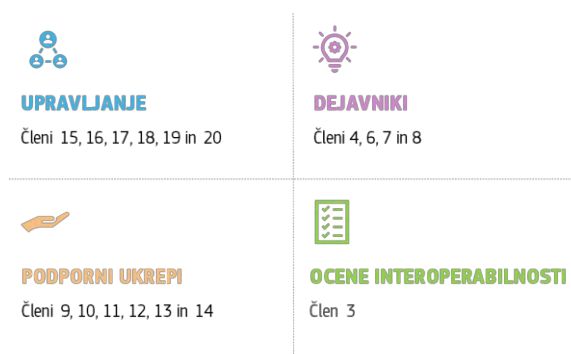 UPRAVLJANJE
Členi 15, 16, 17, 18, 19 in 20
DEJAVNIKI
Členi 4, 6, 7 in 8
PODPORNI UKREPI
Členi 9, 10, 11, 12, 13 in 14
OCENE INTEROPERABILNOSTI
Člen 3